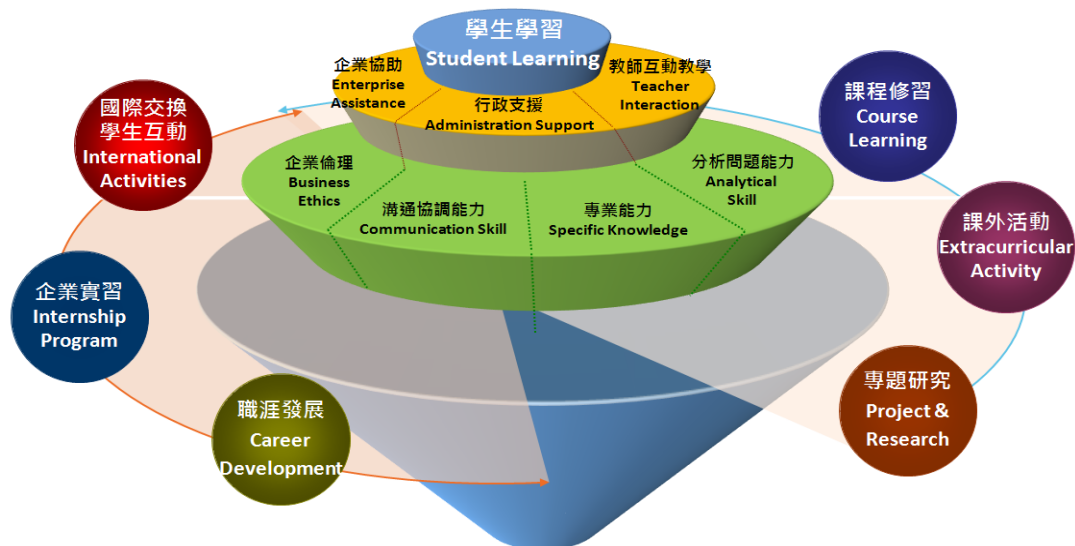 學生學習
Student Learning
企業協助
Enterprise
Assistance
行政支援
Administration Support
教師互動教學
Teacher
Interaction
企業倫理
Business
Ethics
溝通協調能力
Communication Skill
專業能力
Specific Knowledge
分析問題能力
Analytical
Skill
國際交換
學生互動
International
Activities
企業實習
Internship
Program
職涯發展
Career
Development
課程修習
Course
Learning
課外活動
Extracurricular
Activity
專題研究
Project &
Research